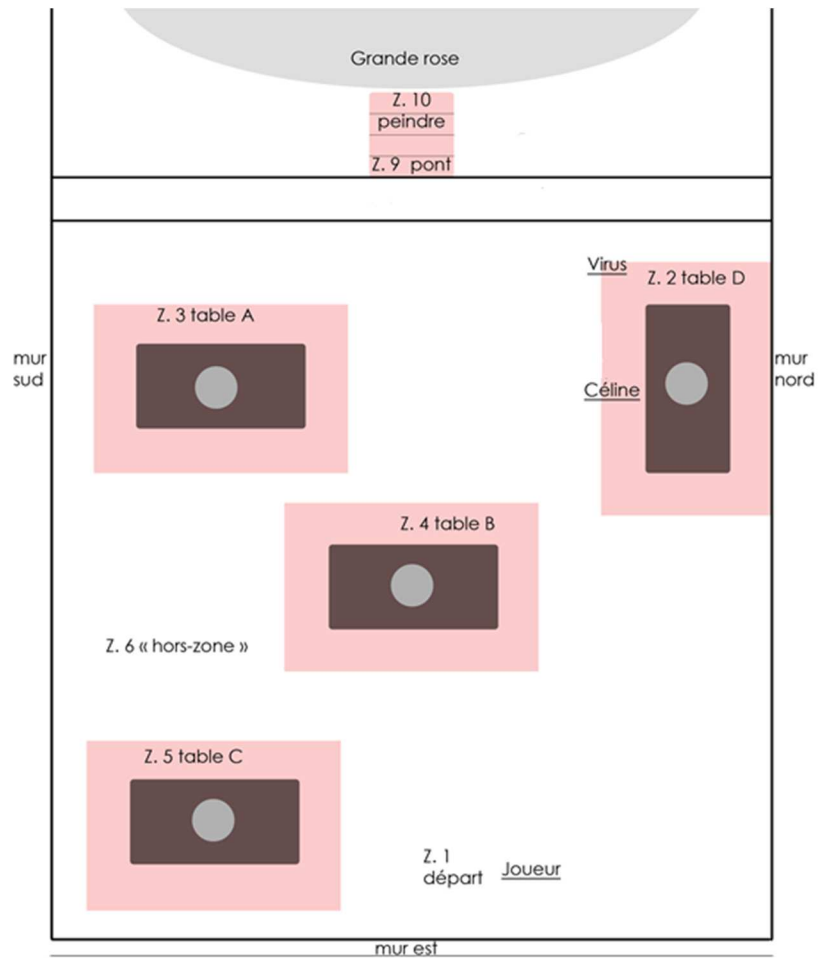 Grande rose
Z. 10
peindre
Z. 9 pont
Virus
Z. 2 table D
Z. 3 table A
mur
sud
mur
nord
Céline
Z. 4 table B
Z. 6 « hors-zone »
Z. 5 table C
Z. 1
départ
Joueur
mur est